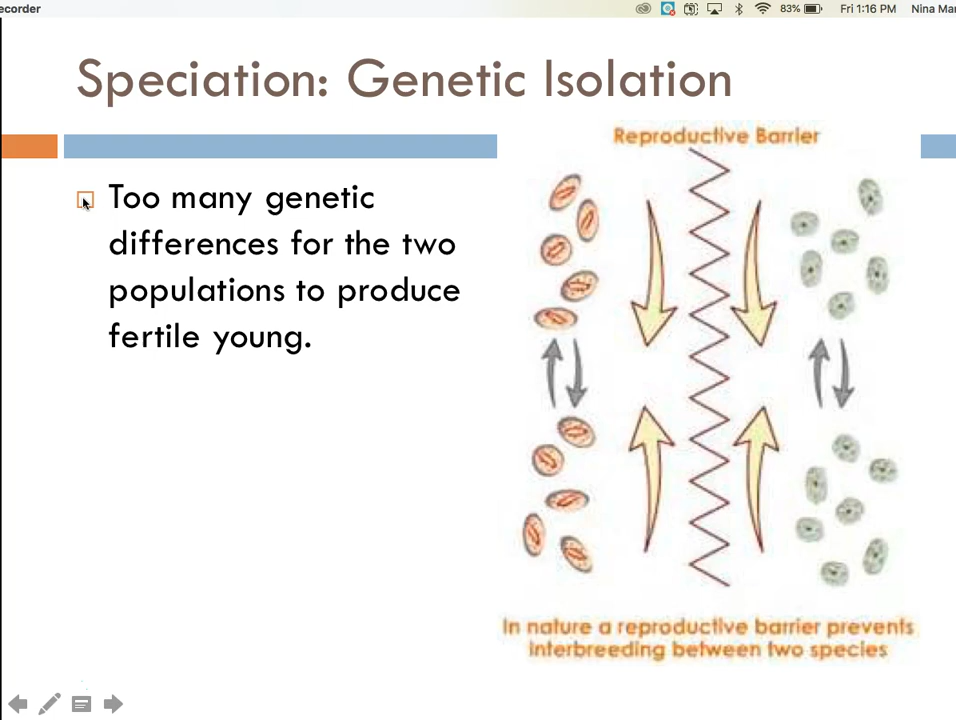 ecorder
83%
Fri 1:16 PM
Nina Mar
Speciation: Genetic Isolation
Reproductive Barrier
Too many genetic
differences for the two
populations to produce
fertile young.
In nature a reproductive barrier prevents
interbreeding between two species